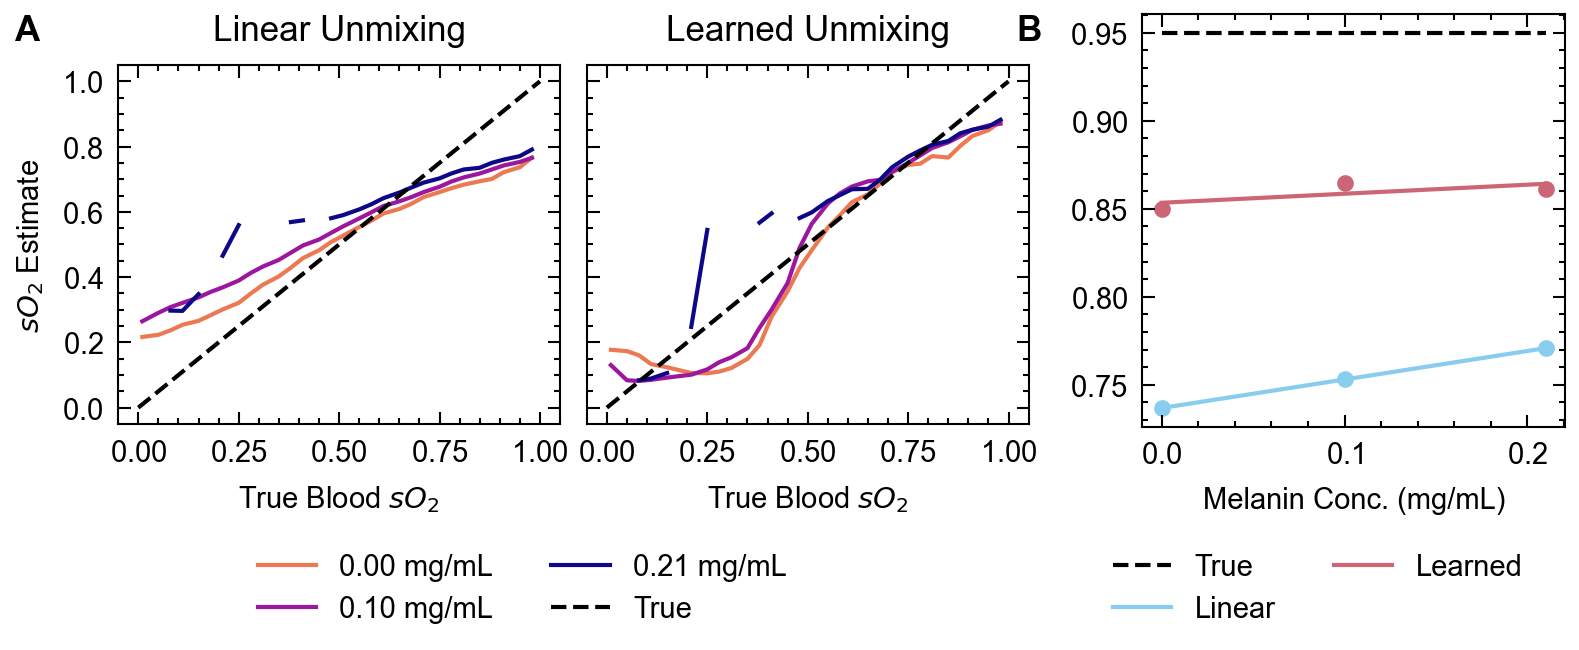 A
Linear Unmixing
Learned Unmixing
B
sO2 Estimate
1.0
0.8
0.6
0.4
0.2
0.0
0.00 0.25 0.50 0.75 1.00
True Blood sO2
0.00 0.25 0.50 0.75 1.00
True Blood sO2
0.95
0.90
0.85
0.80
0.75
0.0 0.1 0.2
Melanin Conc. (mg/mL)
0.00 mg/mL
0.10 mg/mL
0.21 mg/mL
True
True
Linear
Learned